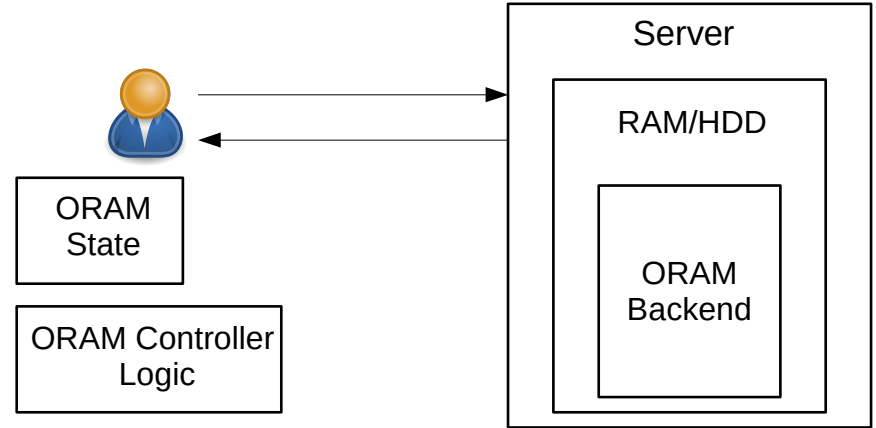 Server
RAM/HDD
ORAM
State
ORAM
Backend
ORAM Controller
Logic